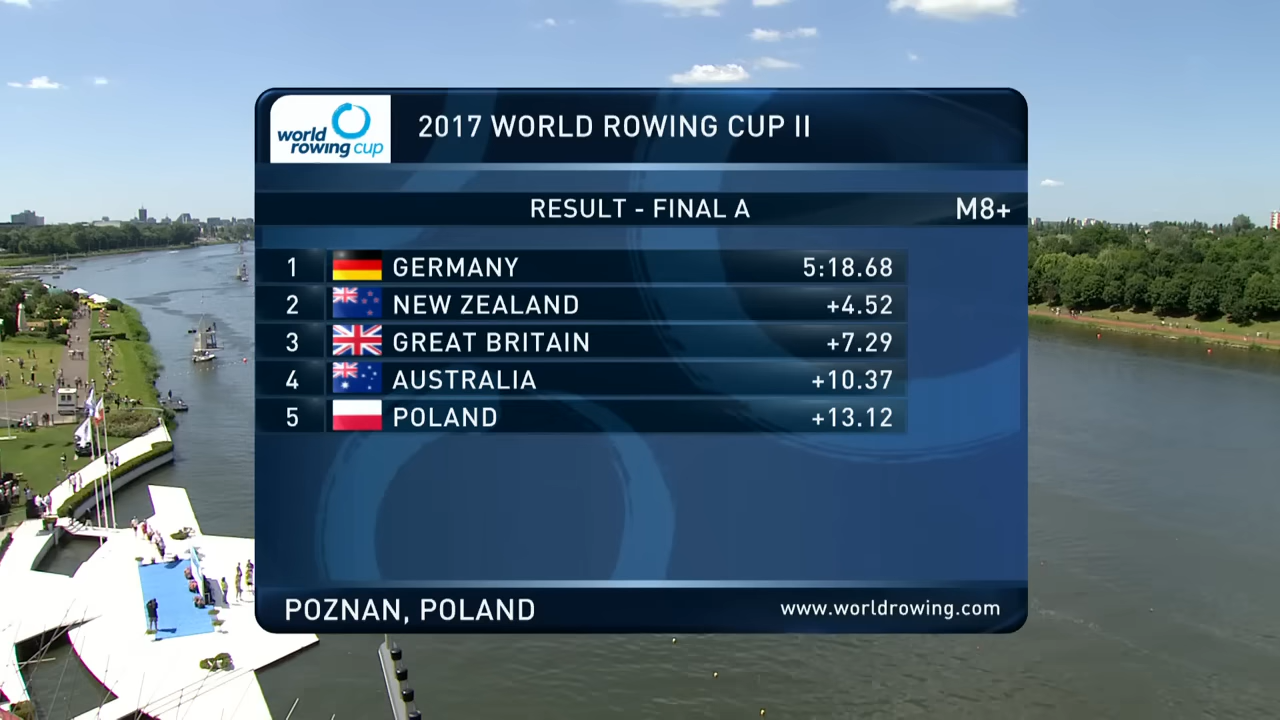 world
rowing cup
2017 WORLD ROWING CUP II
RESULT - FINAL A M8+
1 GERMANY 5:18.68
2 NEW ZEALAND +4.52
3 GREAT BRITAIN +7.29
4 AUSTRALIA +10.37
5 POLAND +13.12
POZNAN, POLAND www.worldrowing.com